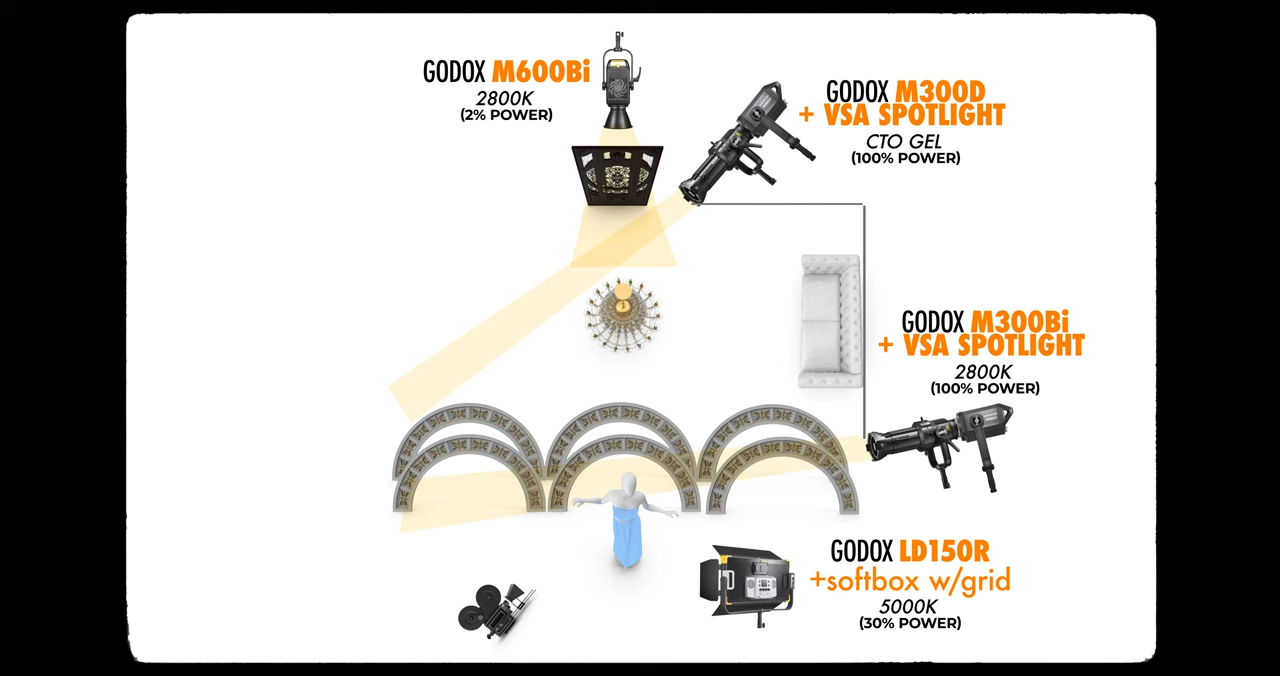 GODOX M600Bi
2800K
(2% POWER)
GODOX M300D
+ VSA SPOTLIGHT
CTO GEL
(100% POWER)
GODOX M300Bi
+ VSA SPOTLIGHT
2800K
(100% POWER)
GODOX LD150R
+softbox w/grid
5000K
(30% POWER)